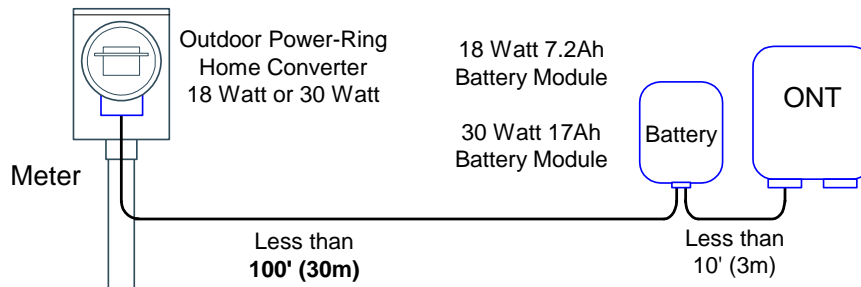 Outdoor Power-Ring
Home Converter
18 Watt or 30 Watt
18 Watt 7.2Ah
Battery Module
30 Watt 17Ah
Battery Module
Battery
ONT
Meter
Less than
100' (30m)
Less than
10' (3m)